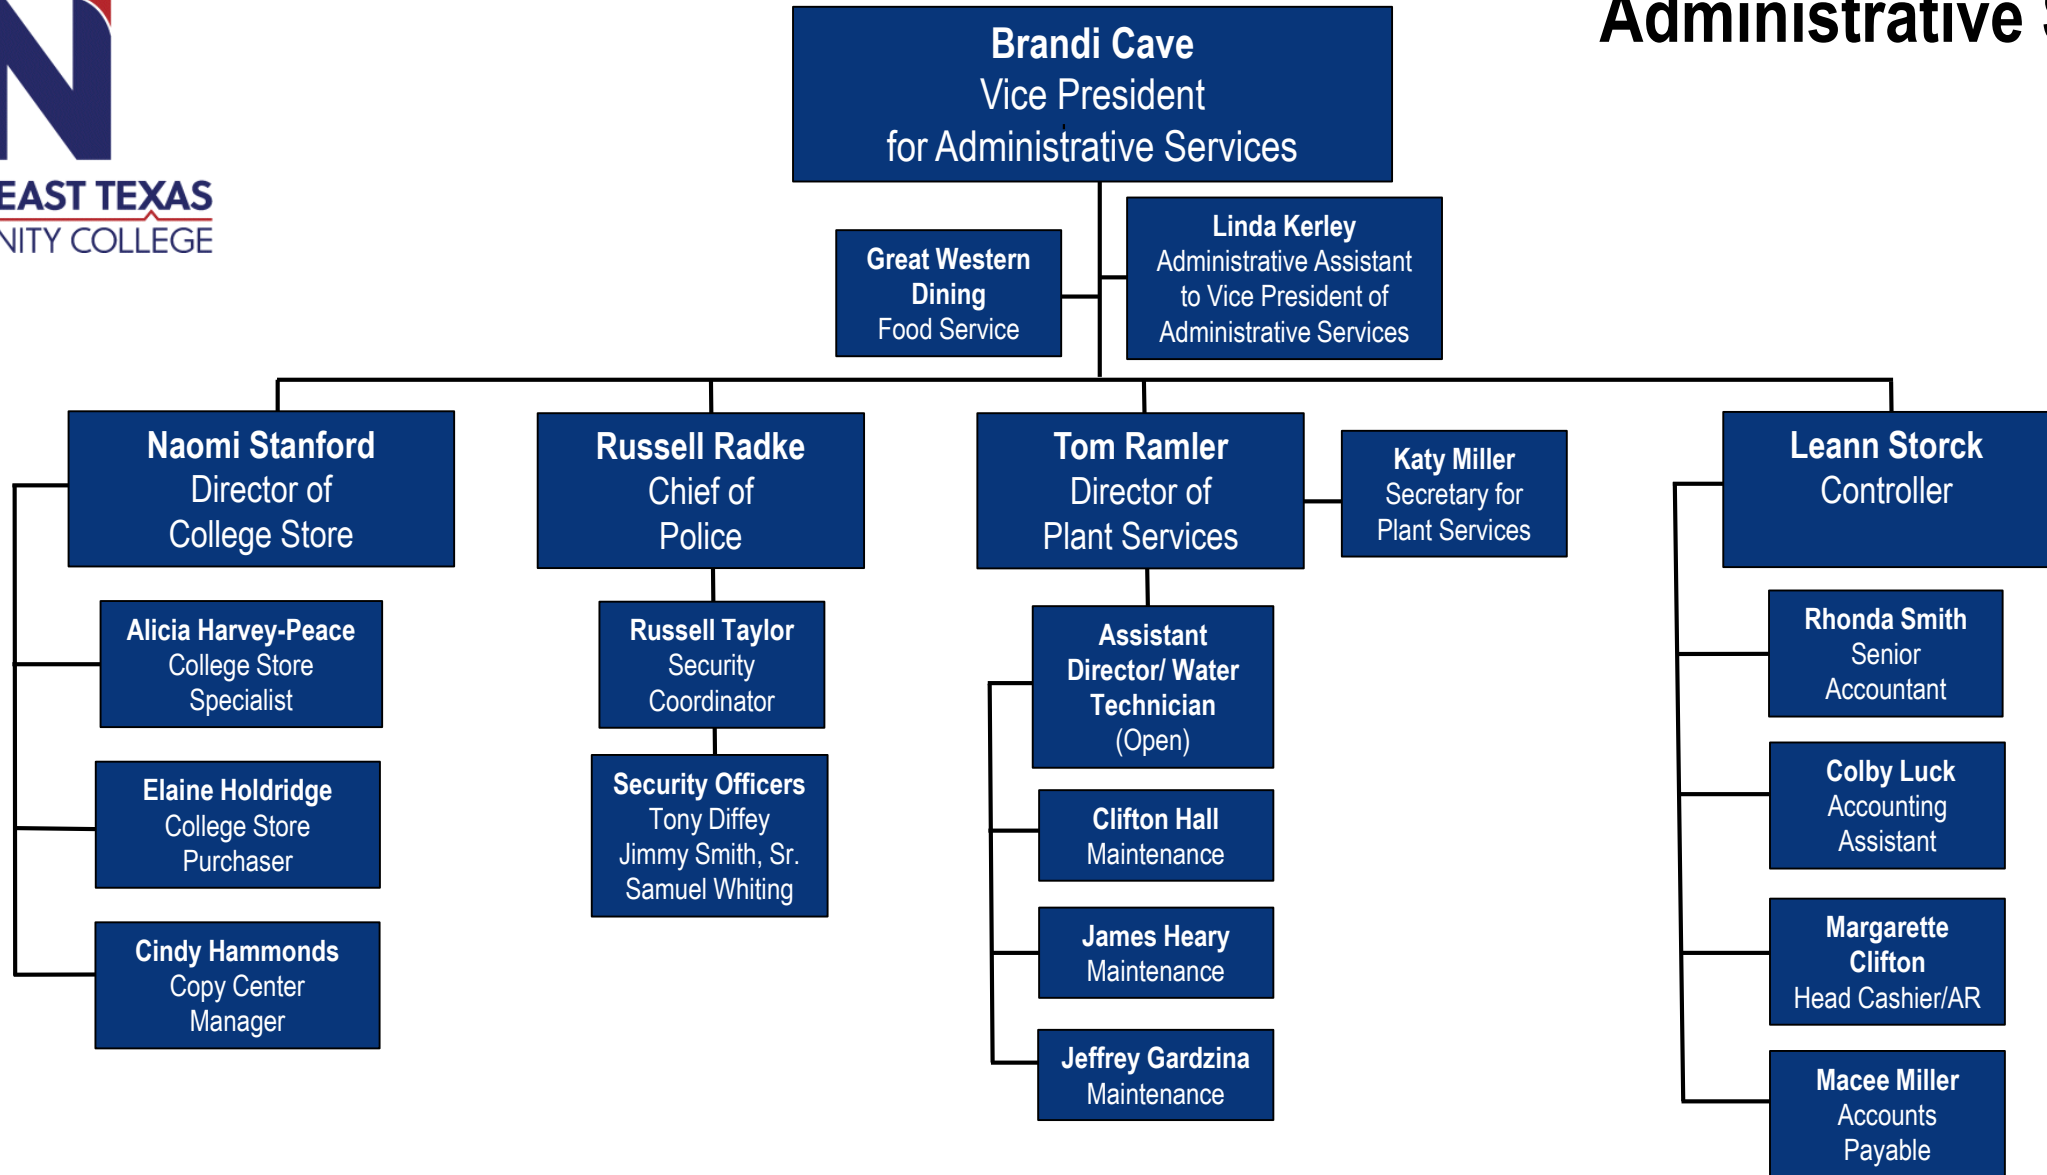 Administrative
EAST TEXAS
NITY COLLEGE
Brandi Cave
Vice President
for Administrative Services
Great Western
Dining
Food Service
Linda Kerley
Administrative Assistant
to Vice President of
Administrative Services
Naomi Stanford
Director of
College Store
Alicia Harvey-Peace
College Store
Specialist
Elaine Holdridge
College Store
Purchaser
Cindy Hammonds
Copy Center
Manager
Russell Radke
Chief of
Police
Russell Taylor
Security
Coordinator
Security Officers
Tony Diffey
Jimmy Smith, Sr.
Samuel Whiting
Tom Ramler
Director of
Plant Services
Katy Miller
Secretary for
Plant Services
Assistant
Director/ Water
Technician
(Open)
Clifton Hall
Maintenance
James Heary
Maintenance
Jeffrey Gardzina
Maintenance
Leann Storck
Controller
Rhonda Smith
Senior
Accountant
Colby Luck
Accounting
Assistant
Margarette
Clifton
Head Cashier/AR
Macee Miller
Accounts
Payable